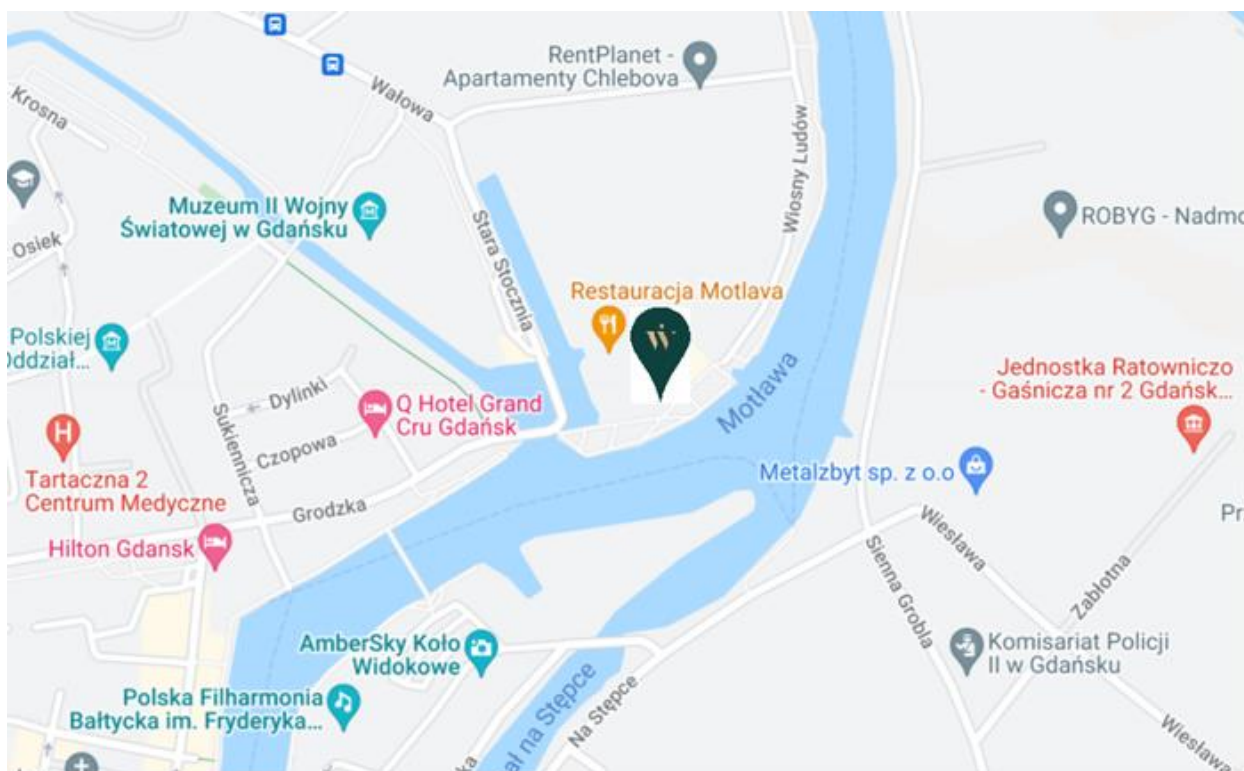 RentPlanet -
Apartamenty Chlebova
Wałowa
Krosna
Wiosny Ludów
Muzeum II Wojny
Światowej w Gdańsku
ROBYG - Nadmo
Osiek
Stara Stocznia
Restauracja Motlava
W
Polskiej
Oddział...
Motława
Jednostka Ratowniczo
- Gaśnicza nr 2 Gdańsk...
Dylinki
Q Hotel Grand
Cru Gdańsk
Sukiennicza
Czopowa
H
Tartaczna 2
Centrum Medyczne
Metalzbyt sp. z o.o
Grodzka
Wiesława
Pr
Hilton Gdansk
Sienna Grobla
Zabłotna
AmberSky Koło
Widokowe
Komisariat Policji
II w Gdańsku
Polska Filharmonia
Bałtycka im. Fryderyka...
ał na Stępce
Na Stępce
Wiesława